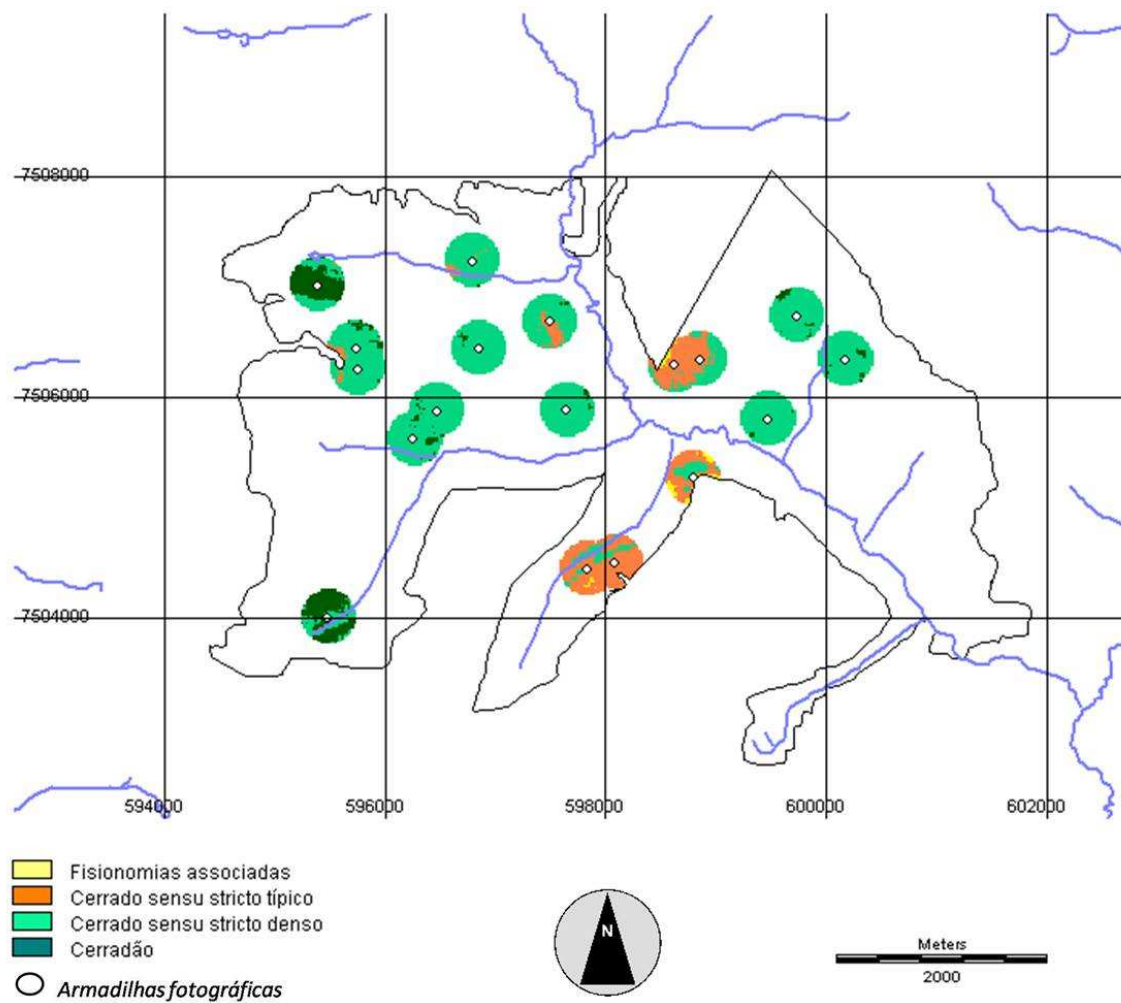 7508000
7506000
7504000
594000 596000 598000 600000 602000
Fisionomias associadas
Cerrado sensu stricto típico
Cerrado sensu stricto denso
Cerradão
Armadilhas fotográficas
N
Meters
2000